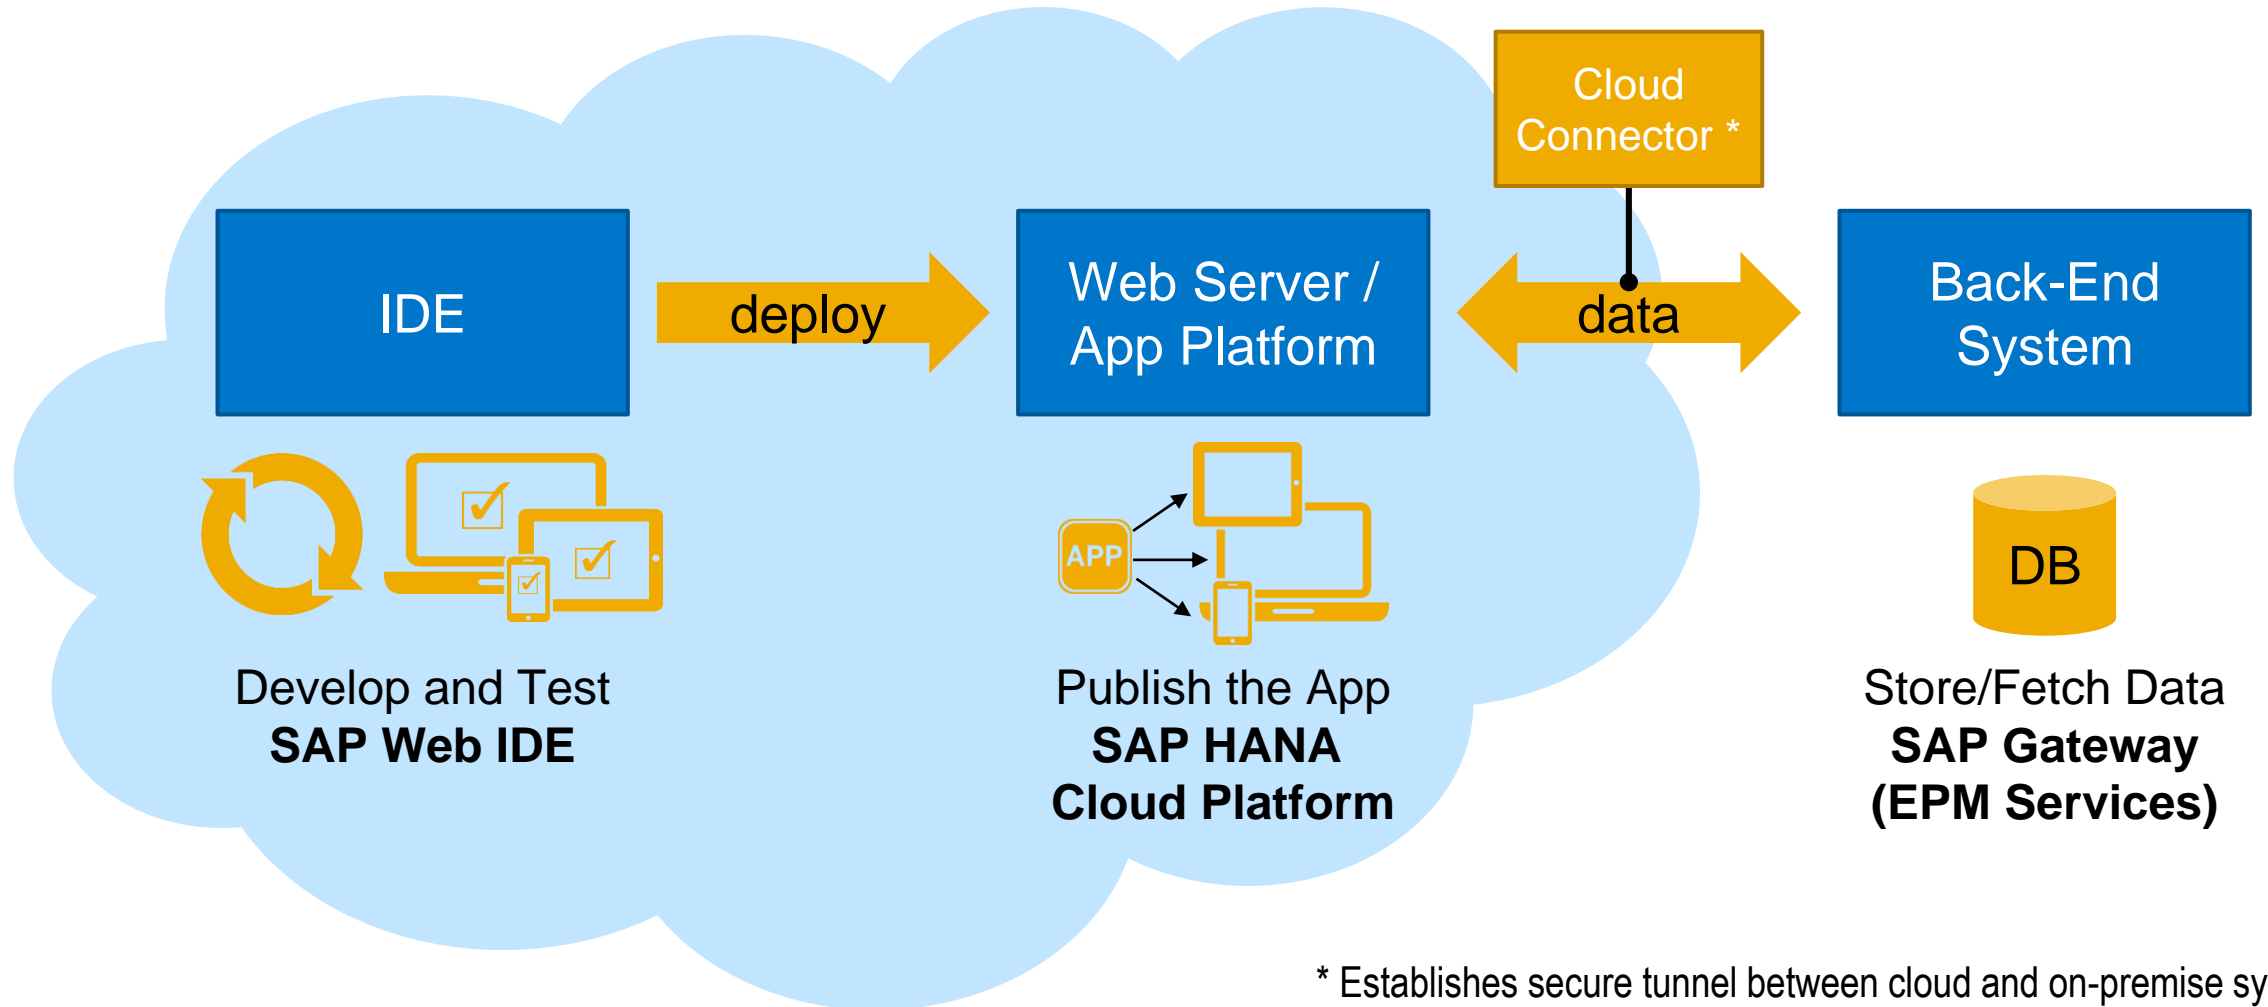 Cloud
Connector *
IDE
deploy
Web Server /
App Platform
data
Back-End
System
APP
DB
Develop and Test
SAP Web IDE
Publish the App
SAP HANA
Cloud Platform
Store/Fetch Data
SAP Gateway
(EPM Services)
* Establishes secure tunnel between cloud and on-premise sy